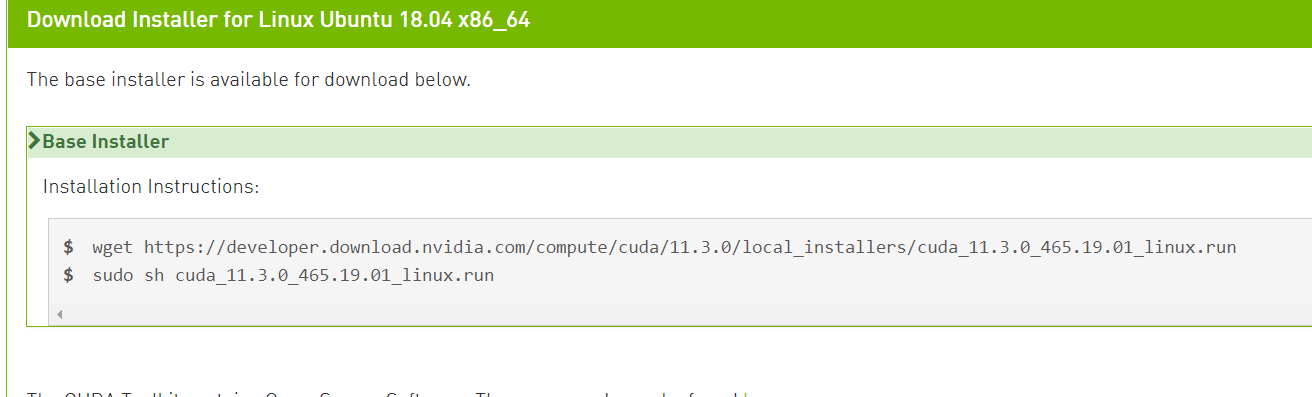 Download Installer for Linux Ubuntu 18.04 x86_64
The base installer is available for download below.
Base Installer
Installation Instructions:
$ wget https://developer.download.nvidia.com/compute/cuda/11.3.0/local_installers/cuda_11.3.0_465.19.01_linux.run
$ sudo sh cuda_11.3.0_465.19.01_linux.run